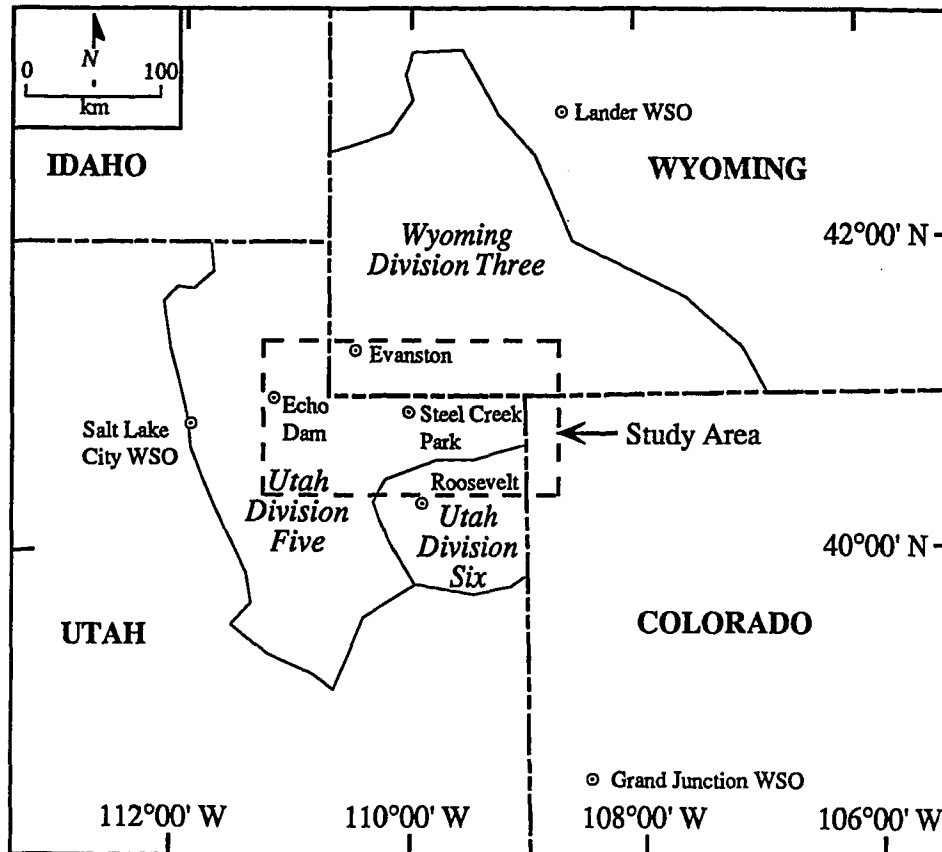 N
0 100
km
Lander WSO
IDAHO
WYOMING
Wyoming
Division Three
42°00' N
Evanston
Echo
Dam
Steel Creek
Park
Salt Lake
City WSO
Study Area
Roosevelt
Utah
Division
Five
Utah
Division
Six
40°00' N
UTAH
COLORADO
Grand Junction WSO
112°00' W
110°00' W
108°00' W
106°00' W